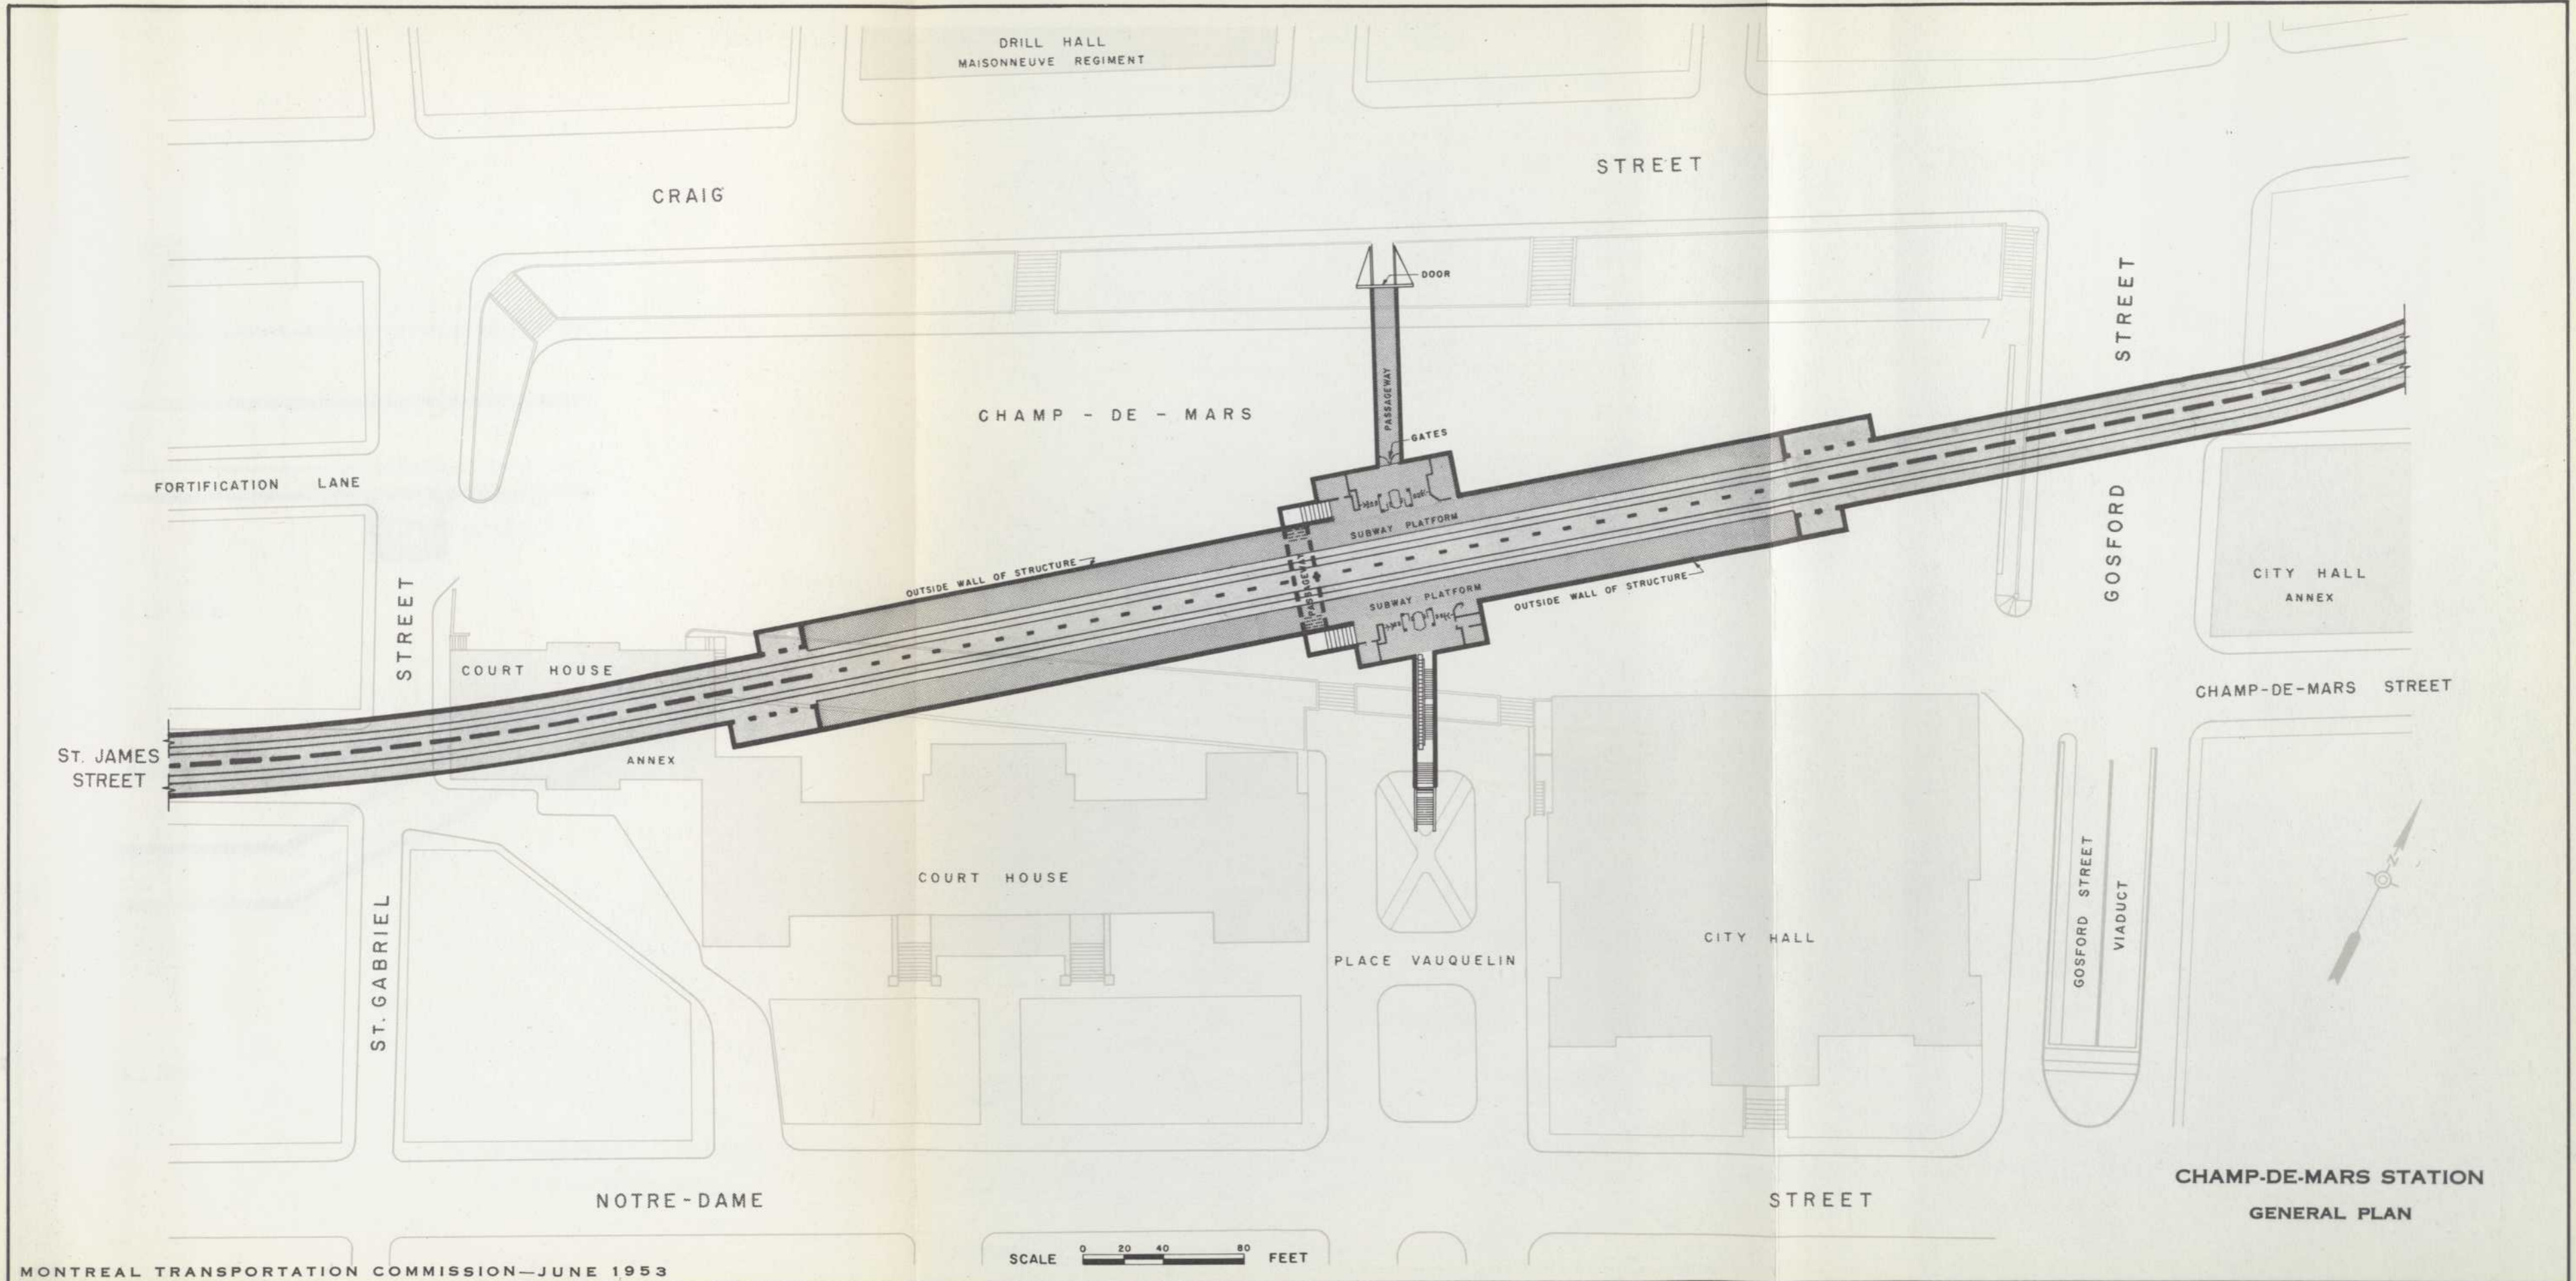 DRILL HALL
MAISONNEUVE REGIMENT
CRAIG STREET
DOOR
PASSAGEWAY
GATES
CHAMP - DE - MARS
FORTIFICATION LANE
STREET
GOSFORD STREET
SUBWAY PLATFORM
OUTSIDE WALL OF STRUCTURE
PASSAGEWAY
SUBWAY PLATFORM
OUTSIDE WALL OF STRUCTURE
CITY HALL
ANNEX
COURT HOUSE
ANNEX
CHAMP-DE-MARS STREET
ST. JAMES
STREET
ST. GABRIEL
COURT HOUSE
PLACE VAUQUELIN
CITY HALL
GOSFORD STREET
VIADUCT
N
NOTRE-DAME STREET
CHAMP-DE-MARS STATION
GENERAL PLAN
SCALE 0 20 40 80 FEET
MONTREAL TRANSPORTATION COMMISSION—JUNE 1953